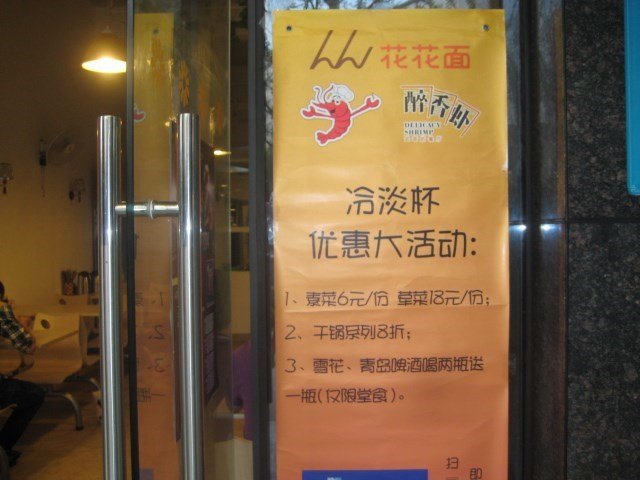 花花面
醉香虾
DELICACY
SHRIMP
冷淡杯
优惠大活动:
1、素菜6元/份 荤菜18元/份;
2、干锅系列8折;
3、雪花、青岛啤酒喝两瓶送
一瓶(仅限堂食)。
扫 即